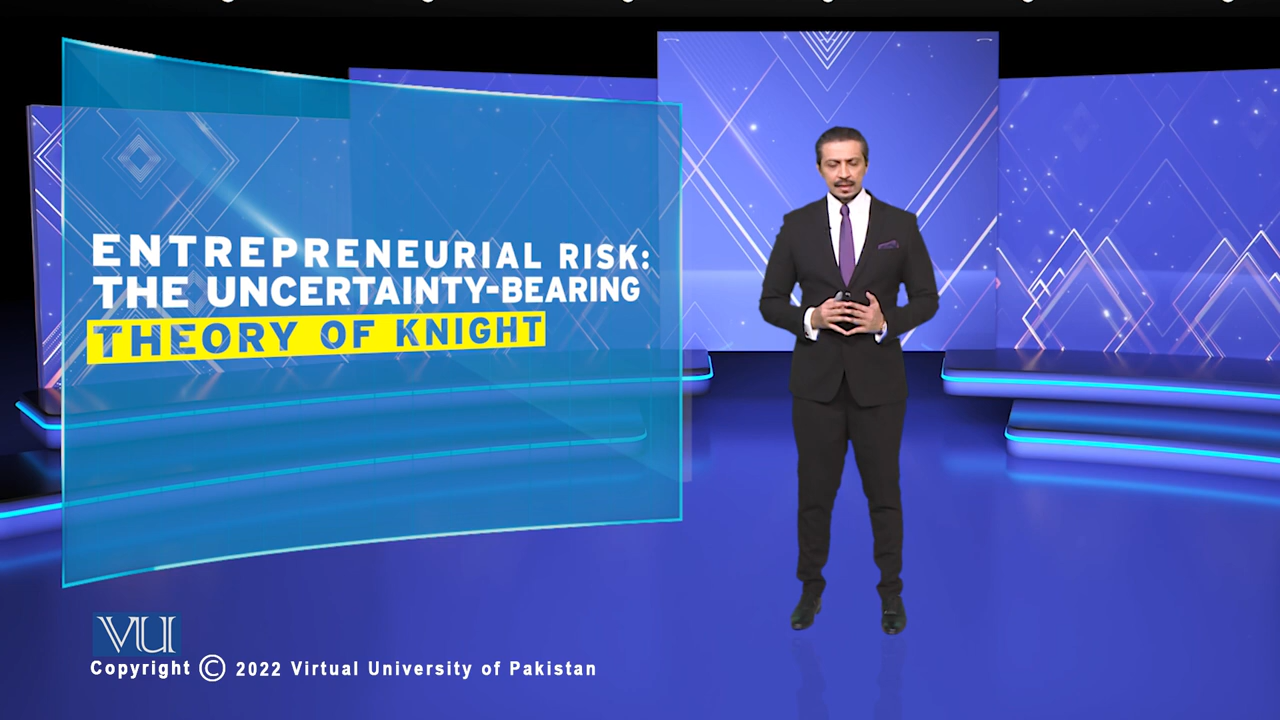 ENTREPRENEURIAL RISK:
THE UNCERTAINTY-BEARING
THEORY OF KNIGHT
VU
Copyright © 2022 Virtual University of Pakistan